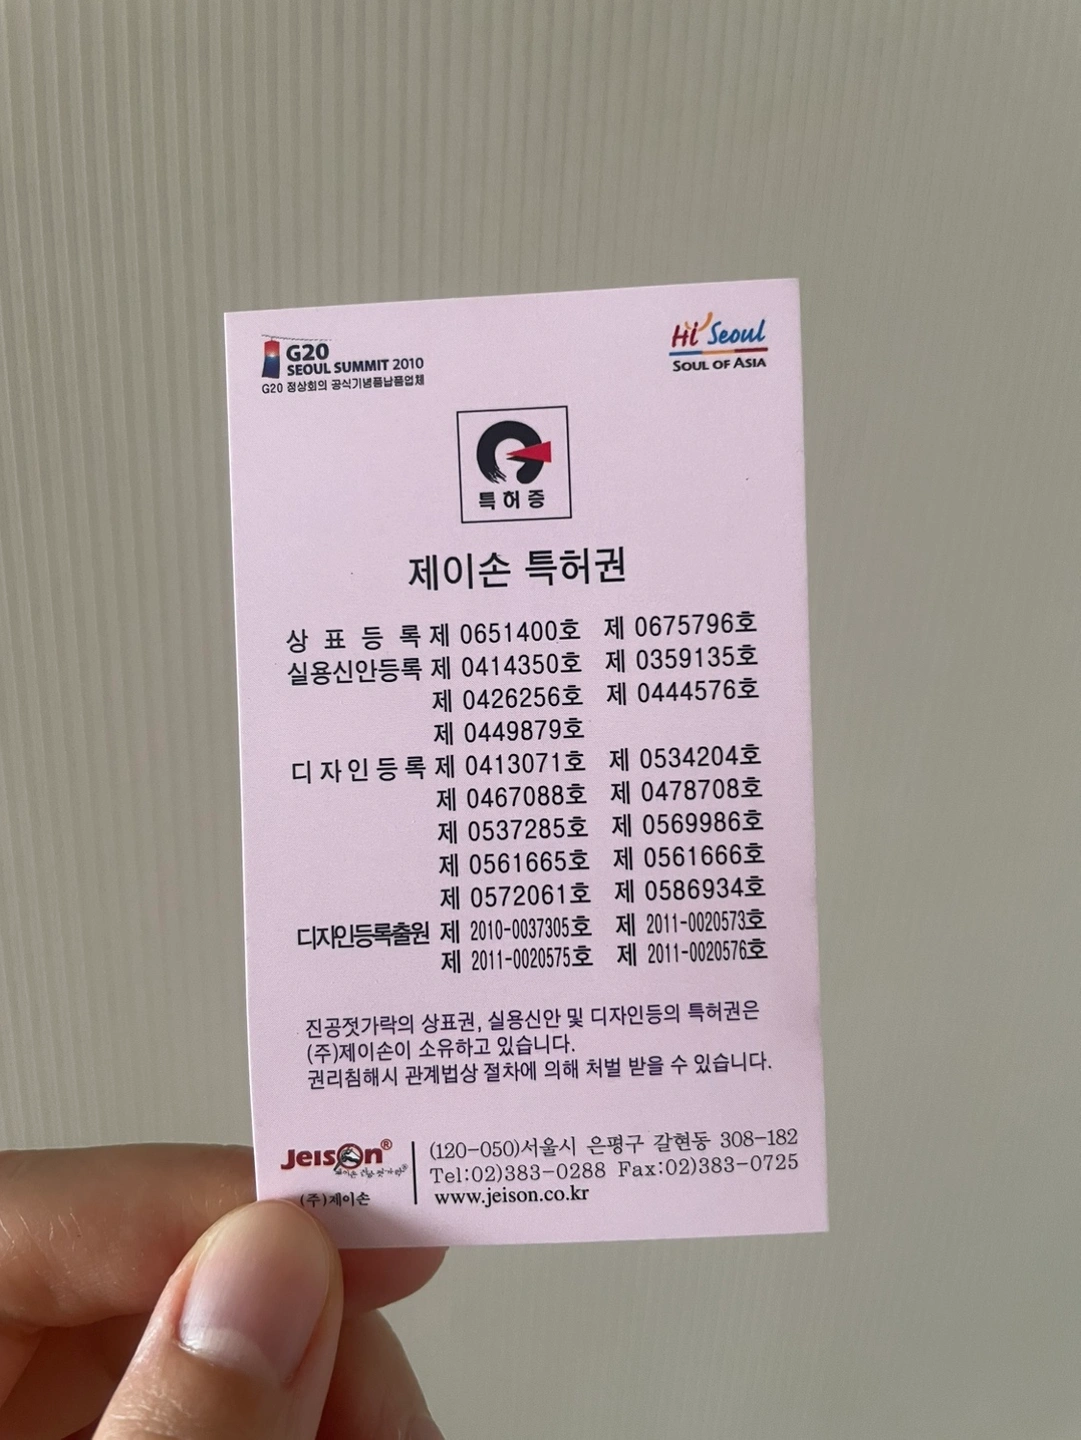 G20
SEOUL SUMMIT 2010
G20 정상회의 공식기념품납품업체
Hi Seoul
SOUL OF ASIA
특허증
제이손 특허권
상표등록 제 0651400호 제 0675796호
실용신안등록 제 0414350호 제 0359135호
제 0426256호 제 0444576호
제 0449879호
디자인등록 제 0413071호 제 0534204호
제 0467088호 제 0478708호
제 0537285호 제 0569986호
제 0561665호 제 0561666호
제 0572061호 제 0586934호
디자인등록출원 제 2010-0037305호 제 2011-0020573호
제 2011-0020575호 제 2011-0020576호
진공젓가락의 상표권, 실용신안 및 디자인등의 특허권은
(주)제이손이 소유하고 있습니다.
권리침해시 관계법상 절차에 의해 처벌 받을 수 있습니다.
Jeison®
(주)제이손
(120-050)서울시 은평구 갈현동 308-182
Tel:02)383-0288 Fax:02)383-0725
www.jeison.co.kr